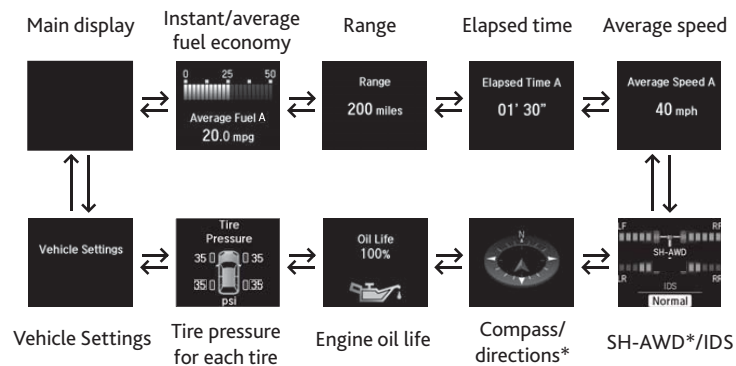 Main display
Instant/average
fuel economy
Range
Elapsed time
Average speed
0 25 50
Average Fuel A
20.0 mpg
Range
200 miles
Elapsed Time A
01' 30"
Average Speed A
40 mph
Vehicle Settings
Tire
Pressure
35 35
35 35
psi
Oil Life
100%
N
LF RF
SH-AWD
LR RR
IDS
Normal
Vehicle Settings
Tire pressure
for each tire
Engine oil life
Compass/
directions*
SH-AWD*/IDS